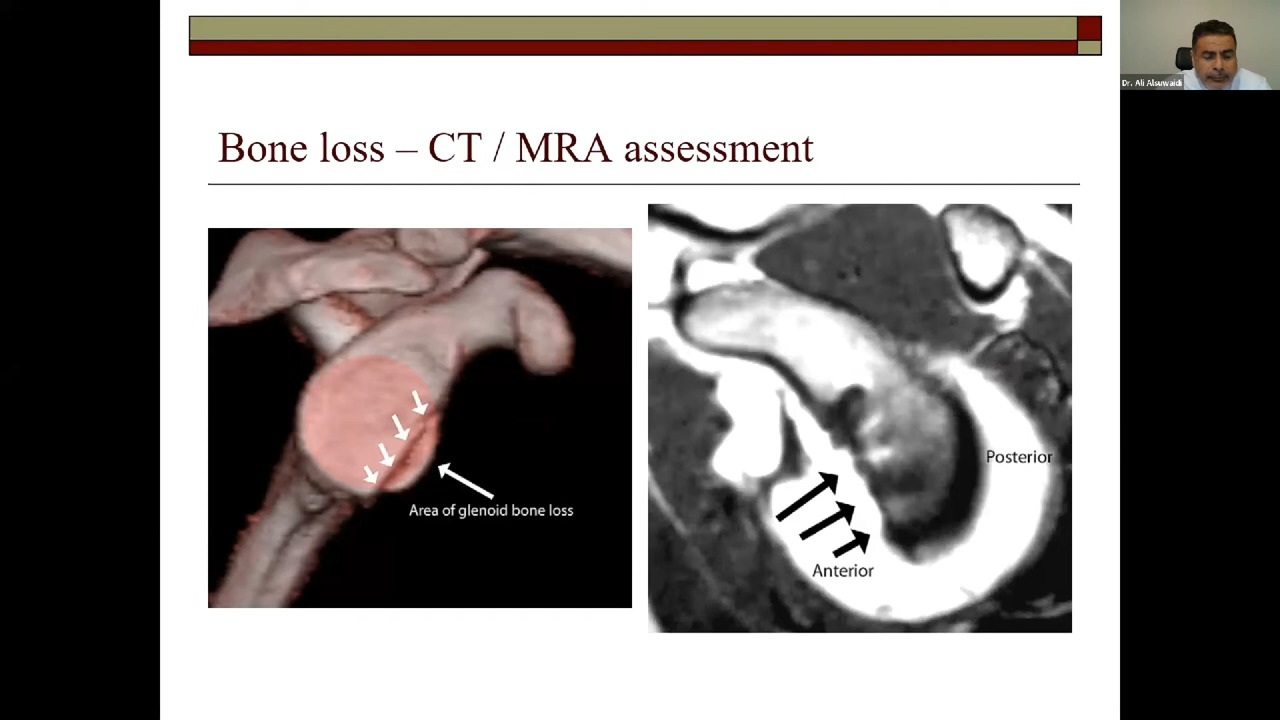 Dr. Ali Alsuwaidi
Bone loss – CT / MRA assessment
Area of glenoid bone loss
Posterior
Anterior